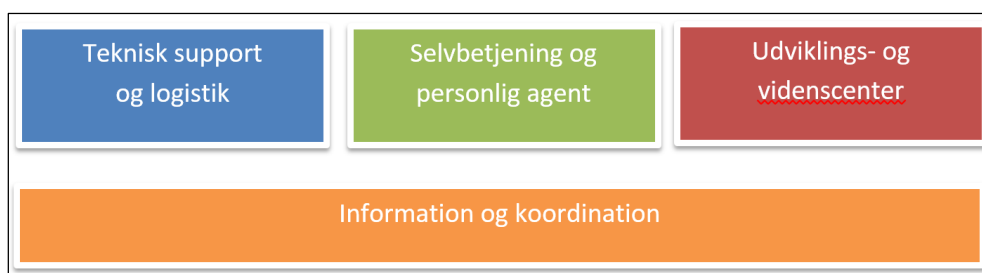 Teknisk support
og logistik
Selvbetjening og
personlig agent
Udviklings- og
videnscenter
Information og koordination